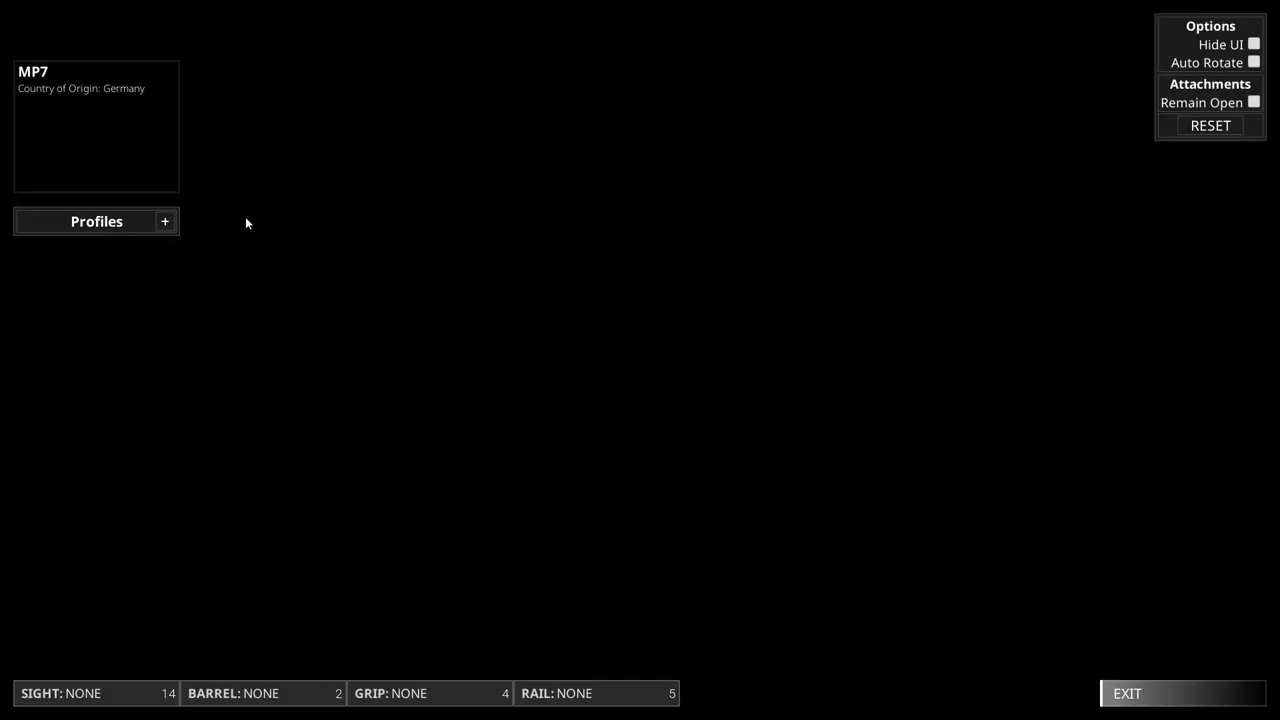 MP7
Country of Origin: Germany
Profiles +
Options
Hide UI
Auto Rotate
Attachments
Remain Open
RESET
SIGHT: NONE 14
BARREL: NONE 2
GRIP: NONE 4
RAIL: NONE 5
EXIT